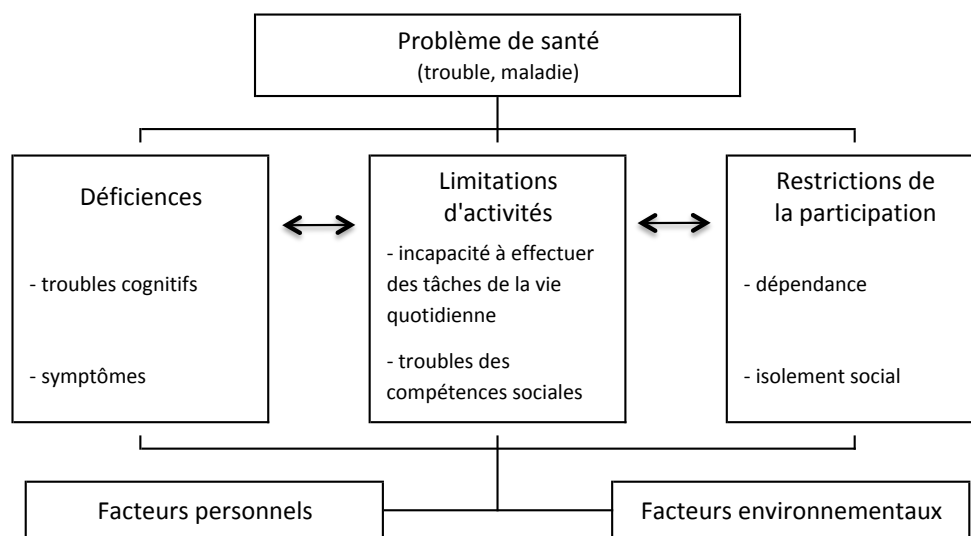 Problème de santé
(trouble, maladie)
Déficiences
- troubles cognitifs
- symptômes
Limitations
d'activités
- incapacité à effectuer
des tâches de la vie
quotidienne
- troubles des
compétences sociales
Restrictions de
la participation
- dépendance
- isolement social
Facteurs personnels
Facteurs environnementaux